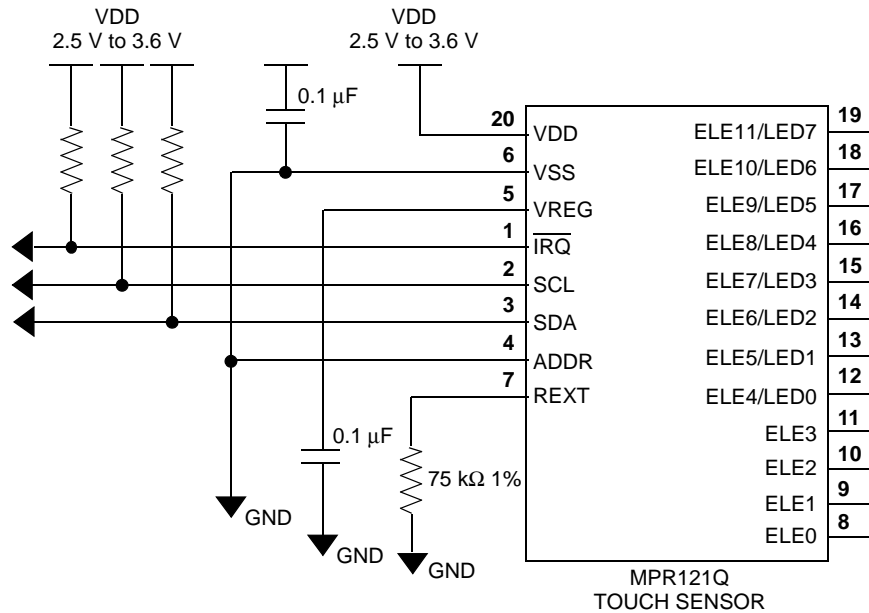 VDD
2.5 V to 3.6 V
VDD
2.5 V to 3.6 V
0.1 μF
20
VDD
6
VSS
5
VREG
1
IRQ
2
SCL
3
SDA
4
ADDR
7
REXT
ELE11/LED7
19
ELE10/LED6
18
ELE9/LED5
17
ELE8/LED4
16
ELE7/LED3
15
ELE6/LED2
14
ELE5/LED1
13
ELE4/LED0
12
ELE3
11
ELE2
10
ELE1
9
ELE0
8
0.1 μF
75 kΩ 1%
GND
GND
GND
MPR121Q
TOUCH SENSOR